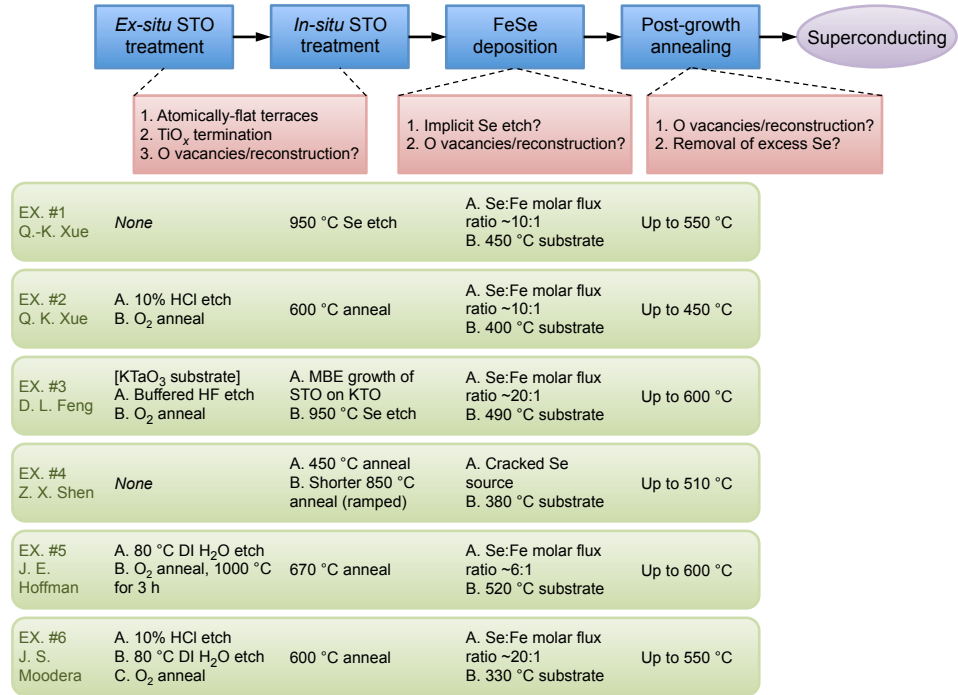 Ex-situ STO
treatment
In-situ STO
treatment
FeSe
deposition
Post-growth
annealing
Superconducting
1. Atomically-flat terraces
2. TiOₓ termination
3. O vacancies/reconstruction?
1. Implicit Se etch?
2. O vacancies/reconstruction?
1. O vacancies/reconstruction?
2. Removal of excess Se?
EX. #1
Q.-K. Xue
None
950 °C Se etch
A. Se:Fe molar flux
ratio ~10:1
B. 450 °C substrate
Up to 550 °C
EX. #2
Q. K. Xue
A. 10% HCl etch
B. O₂ anneal
600 °C anneal
A. Se:Fe molar flux
ratio ~10:1
B. 400 °C substrate
Up to 450 °C
EX. #3
D. L. Feng
[KTaO₃ substrate]
A. Buffered HF etch
B. O₂ anneal
A. MBE growth of
STO on KTO
B. 950 °C Se etch
A. Se:Fe molar flux
ratio ~20:1
B. 490 °C substrate
Up to 600 °C
EX. #4
Z. X. Shen
None
A. 450 °C anneal
B. Shorter 850 °C
anneal (ramped)
A. Cracked Se
source
B. 380 °C substrate
Up to 510 °C
EX. #5
J. E.
Hoffman
A. 80 °C DI H₂O etch
B. O₂ anneal, 1000 °C
for 3 h
670 °C anneal
A. Se:Fe molar flux
ratio ~6:1
B. 520 °C substrate
Up to 600 °C
EX. #6
J. S.
Moodera
A. 10% HCl etch
B. 80 °C DI H₂O etch
C. O₂ anneal
600 °C anneal
A. Se:Fe molar flux
ratio ~20:1
B. 330 °C substrate
Up to 550 °C